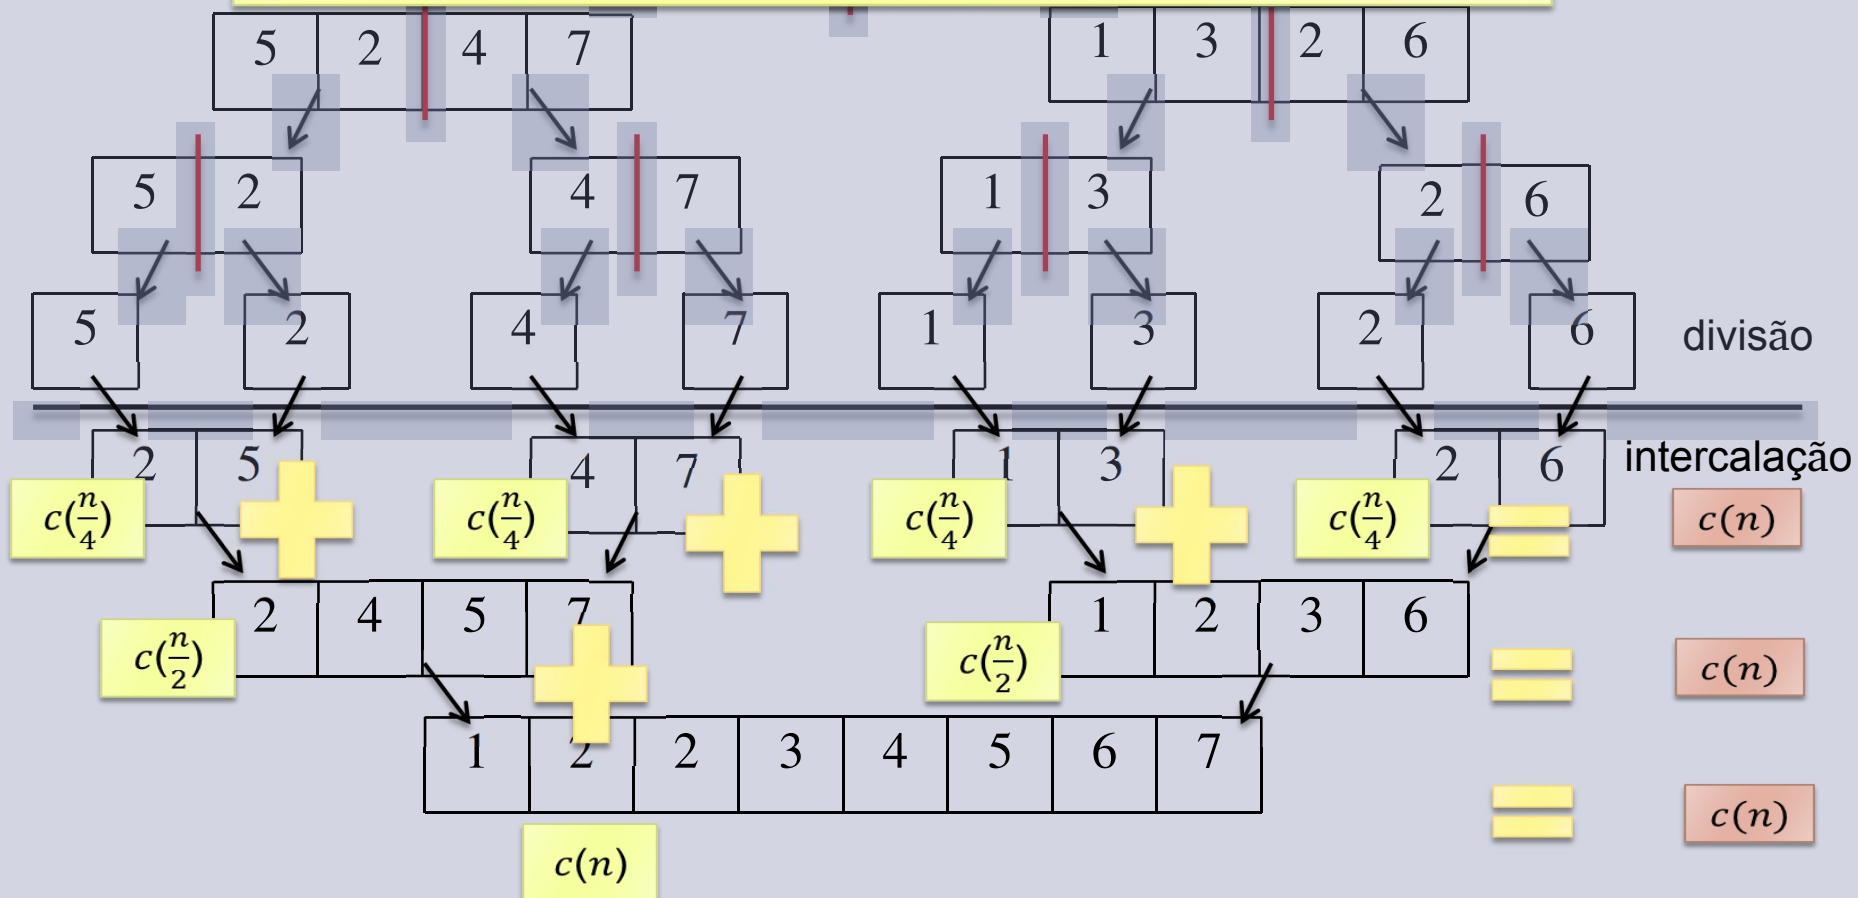 5 2 4 7 1 3 2 6
5 2 4 7 1 3 2 6
5 2 4 7 1 3 2 6 divisão
2 5 4 7 1 3 2 6 intercalação
c(n/4) c(n/4) c(n/4) c(n/4) c(n)
2 4 5 7 1 2 3 6
c(n/2) c(n/2) c(n)
1 2 2 3 4 5 6 7
c(n) c(n)